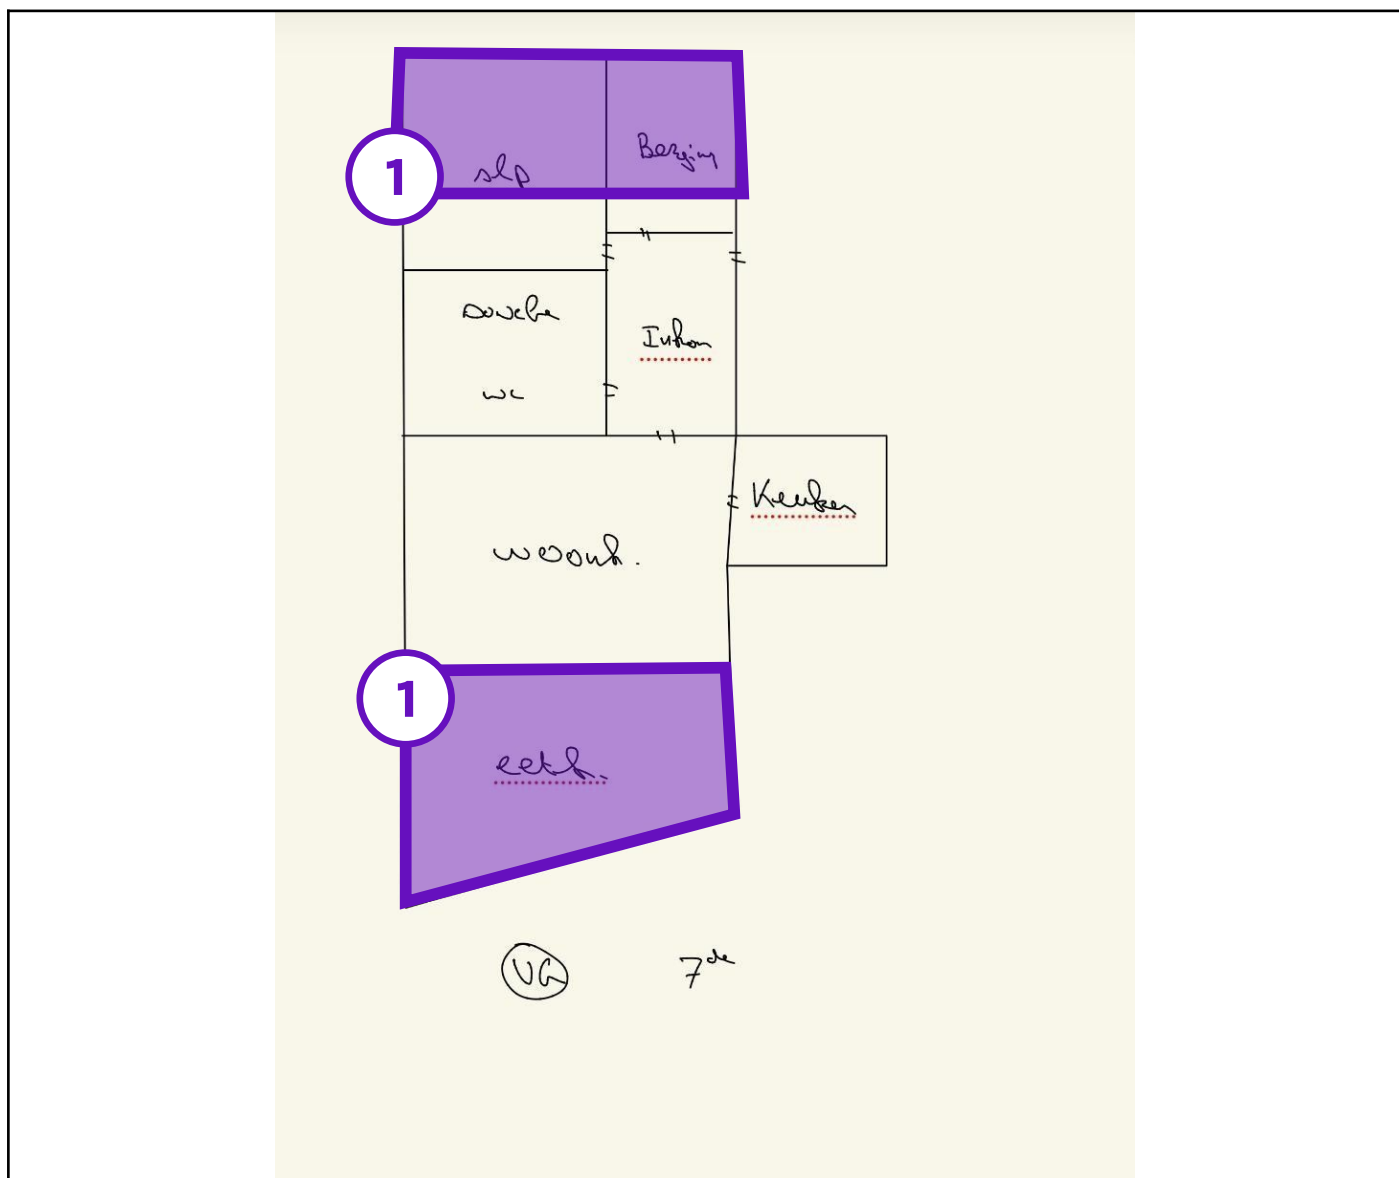 1
slp
Berging
Douche
Inkom
wc
Keuken
woonk.
1
eetk.
VG
7de